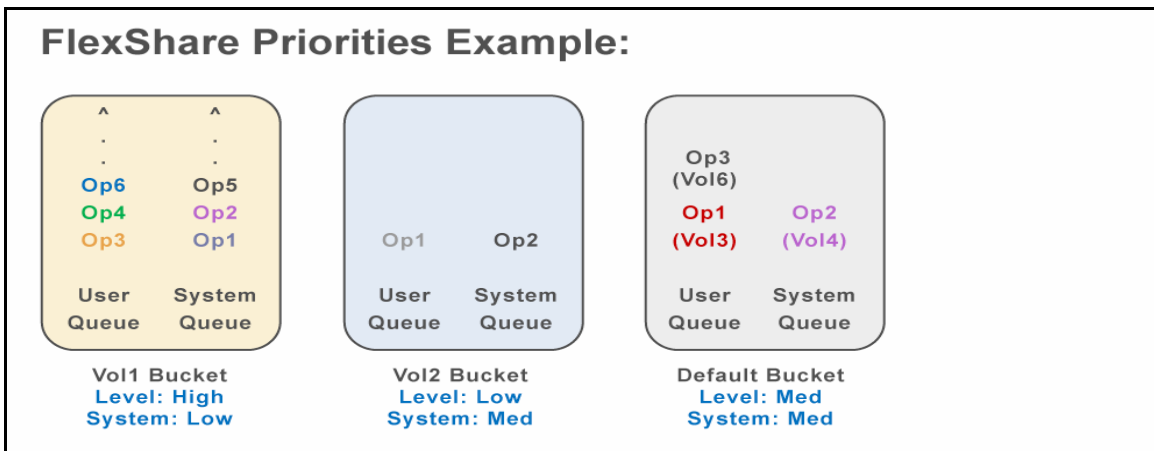 FlexShare Priorities Example:
^ ^
. .
. .
Op6 Op5
Op4 Op2
Op3 Op1
User System
Queue Queue
Vol1 Bucket
Level: High
System: Low
Op1 Op2
User System
Queue Queue
Vol2 Bucket
Level: Low
System: Med
Op3
(Vol6)
Op1 Op2
(Vol3) (Vol4)
User System
Queue Queue
Default Bucket
Level: Med
System: Med